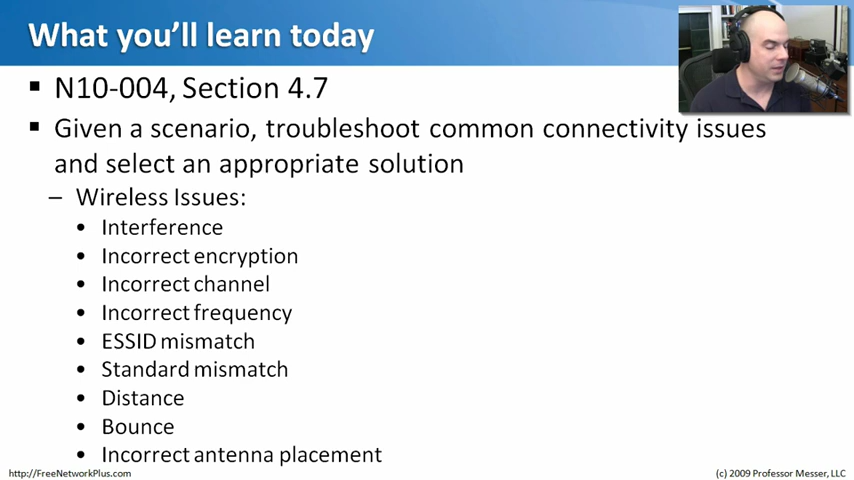 What you'll learn today
▪ N10-004, Section 4.7
▪ Given a scenario, troubleshoot common connectivity issues
and select an appropriate solution
– Wireless Issues:
• Interference
• Incorrect encryption
• Incorrect channel
• Incorrect frequency
• ESSID mismatch
• Standard mismatch
• Distance
• Bounce
• Incorrect antenna placement
http://FreeNetworkPlus.com
(c) 2009 Professor Messer, LLC